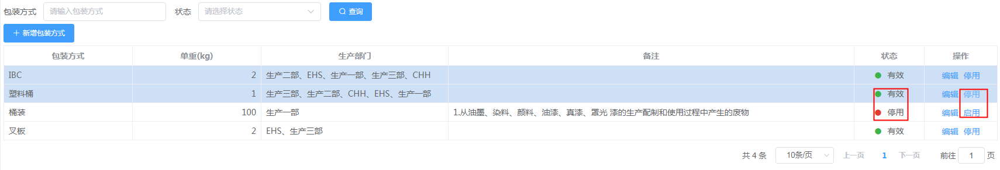 包装方式 请输入包装方式 状态 请选择状态 查询
+ 新增包装方式
包装方式 单重(kg) 生产部门 备注 状态 操作
IBC 2 生产二部、EHS、生产一部、生产三部、CHH 有效 编辑 停用
塑料桶 1 生产三部、生产二部、CHH、EHS、生产一部 有效 编辑 停用
桶装 100 生产一部 1.从油墨、染料、颜料、油漆、真漆、罩光 漆的生产配制和使用过程中产生的废物 停用 编辑 启用
叉板 2 EHS、生产三部 有效 编辑 停用
共 4 条 10条/页 上一页 1 下一页 前往 1 页